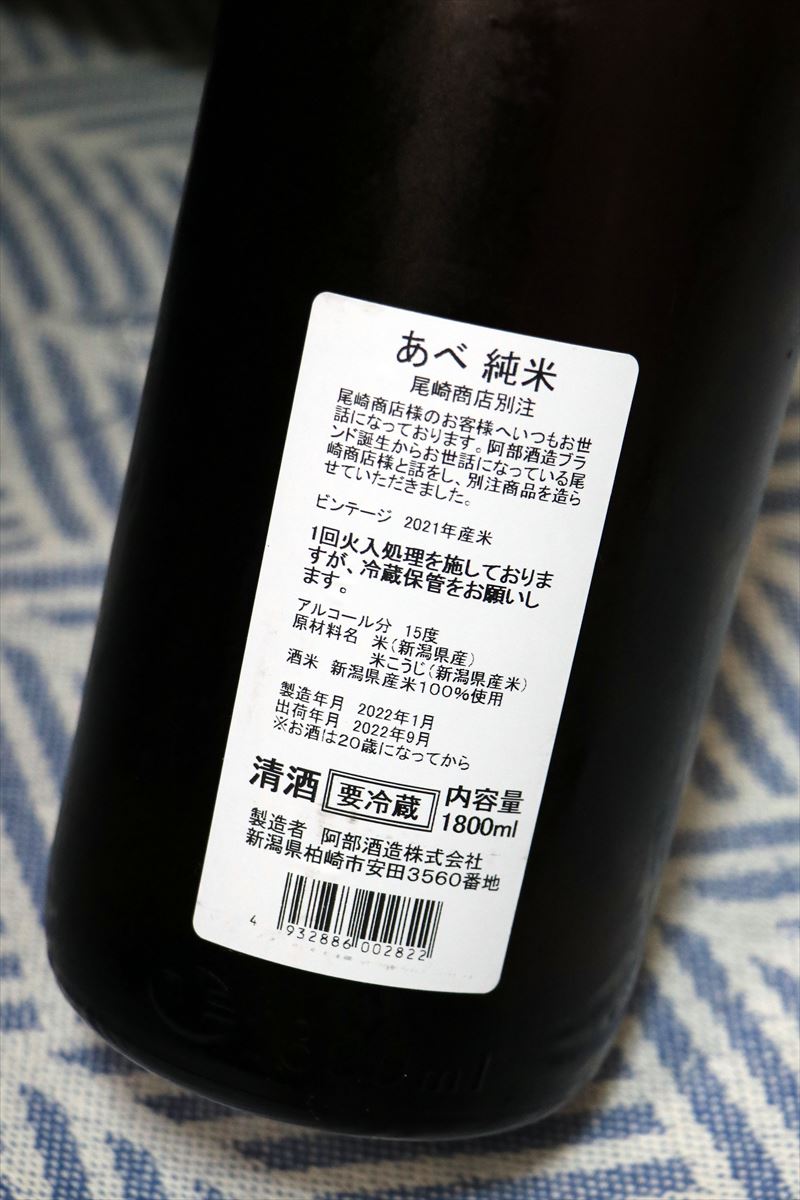 あべ 純米
尾崎商店別注
尾崎商店様のお客様へいつもお世
話になっております。阿部酒造ブラ
ンド誕生からお世話になっている尾
崎商店様と話をし、別注商品を造ら
せていただきました。
ビンテージ 2021年産米
1回火入処理を施しておりま
すが、冷蔵保管をお願いし
ます。
アルコール分 15度
原材料名 米(新潟県産)
米こうじ(新潟県産米)
酒米 新潟県産米100%使用
製造年月 2022年1月
出荷年月 2022年9月
※お酒は20歳になってから
清酒 要冷蔵 内容量
1800ml
製造者 阿部酒造株式会社
新潟県柏崎市安田3560番地
4 932886 002822